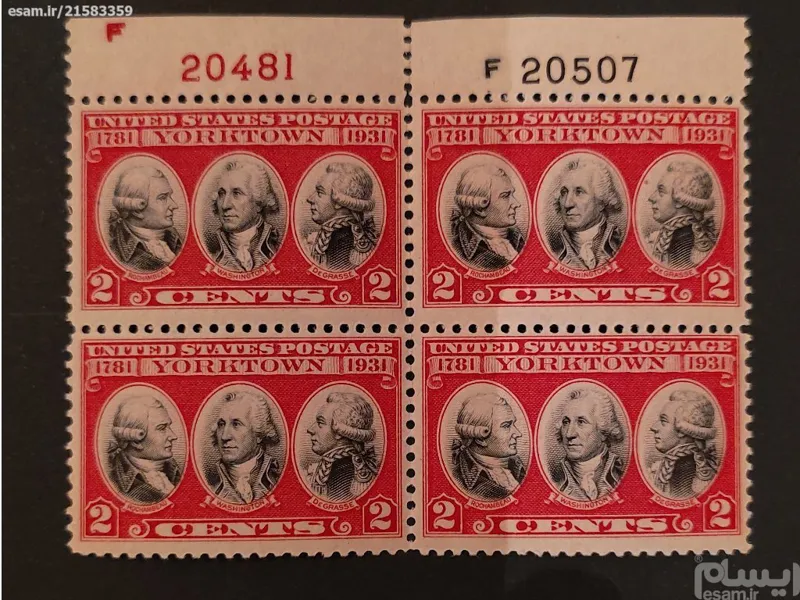 esam.ir/21583359
F
20481
F 20507
UNITED STATES POSTAGE
1781 YORKTOWN 1931
ROCHAMBEAU WASHINGTON DE GRASSE
2 CENTS 2
UNITED STATES POSTAGE
1781 YORKTOWN 1931
ROCHAMBEAU WASHINGTON DE GRASSE
2 CENTS 2
UNITED STATES POSTAGE
1781 YORKTOWN 1931
ROCHAMBEAU WASHINGTON DE GRASSE
2 CENTS 2
UNITED STATES POSTAGE
1781 YORKTOWN 1931
ROCHAMBEAU WASHINGTON DE GRASSE
2 CENTS 2
ایسام
esam.ir